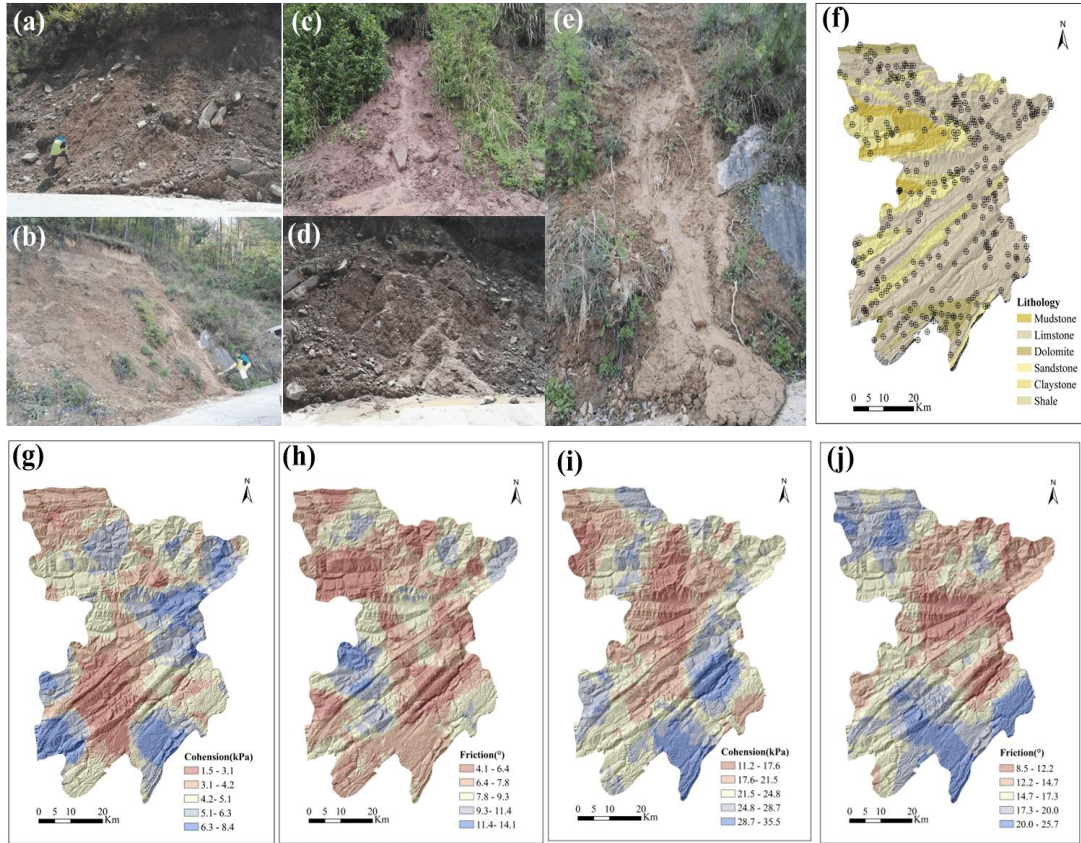 (a)
(b)
(c)
(d)
(e)
(f)
N
Lithology
Mudstone
Limstone
Dolomite
Sandstone
Claystone
Shale
0 5 10 20
Km
(g)
N
Cohension(kPa)
1.5 - 3.1
3.1 - 4.2
4.2- 5.1
5.1- 6.3
6.3 - 8.4
0 5 10 20
Km
(h)
N
Friction(°)
4.1 - 6.4
6.4 - 7.8
7.8 - 9.3
9.3- 11.4
11.4- 14.1
0 5 10 20
Km
(i)
N
Cohension(kPa)
11.2 - 17.6
17.6- 21.5
21.5 - 24.8
24.8 - 28.7
28.7 - 35.5
0 5 10 20
Km
(j)
N
Friction(°)
8.5 - 12.2
12.2 - 14.7
14.7 - 17.3
17.3 - 20.0
20.0 - 25.7
0 5 10 20
Km